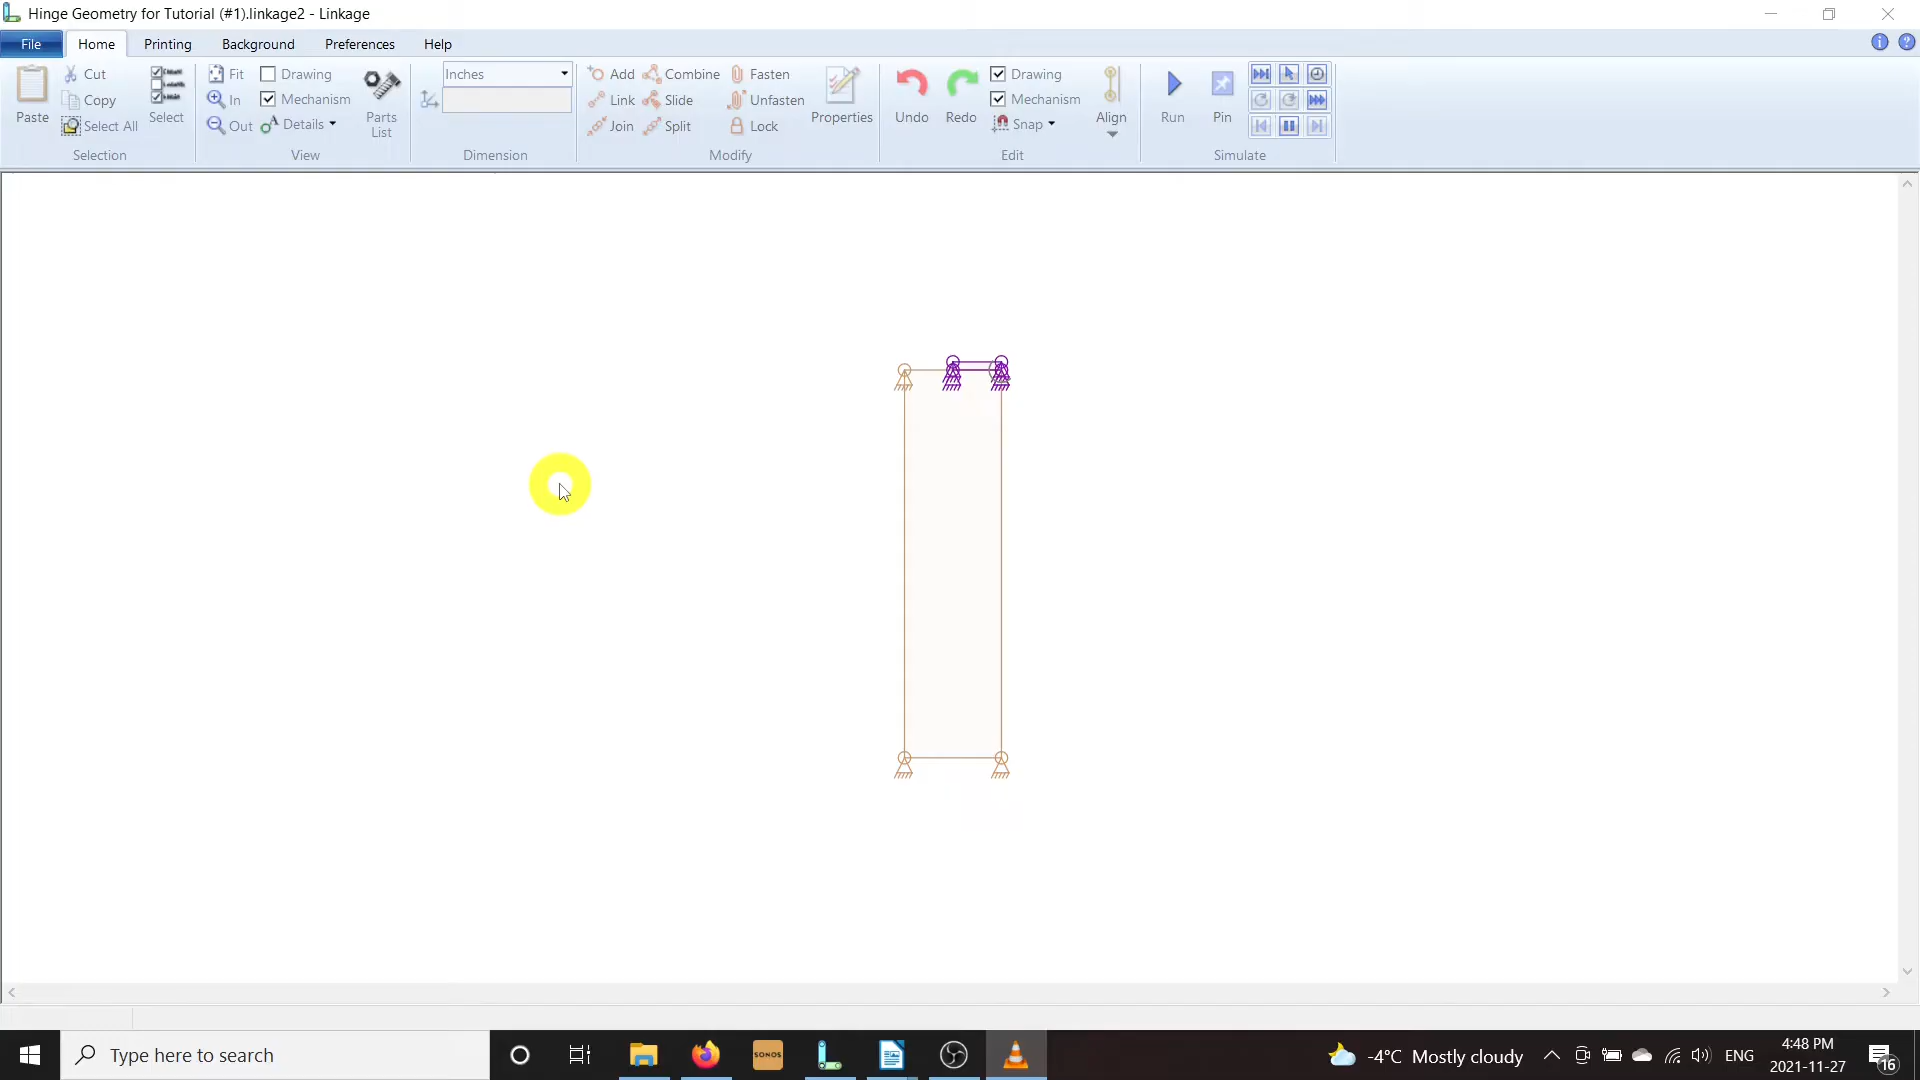 Hinge Geometry for Tutorial (#1).linkage2 - Linkage
File Home Printing Background Preferences Help
Paste
Cut
Copy
Select All
Select
Selection
Fit
In
Out
Drawing
Mechanism
Details
Parts List
View
Inches
Dimension
Add Combine Fasten
Link Slide Unfasten
Join Split Lock
Properties
Modify
Undo
Redo
Drawing
Mechanism
Snap
Align
Edit
Run
Pin
Simulate
Type here to search
SONOS
-4°C Mostly cloudy
ENG
4:48 PM
2021-11-27
16